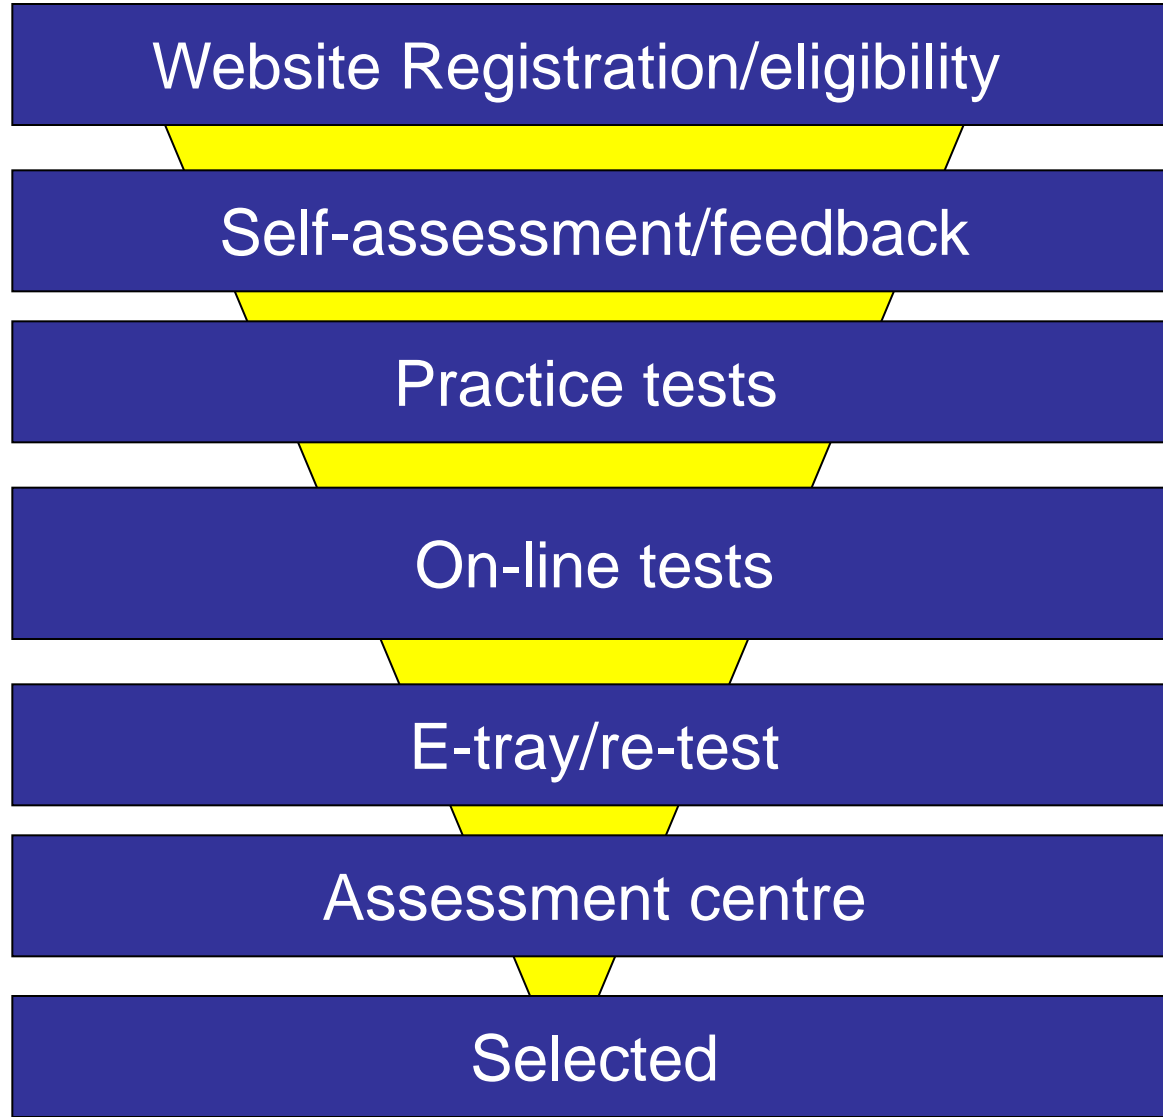 Website Registration/eligibility
Self-assessment/feedback
Practice tests
On-line tests
E-tray/re-test
Assessment centre
Selected